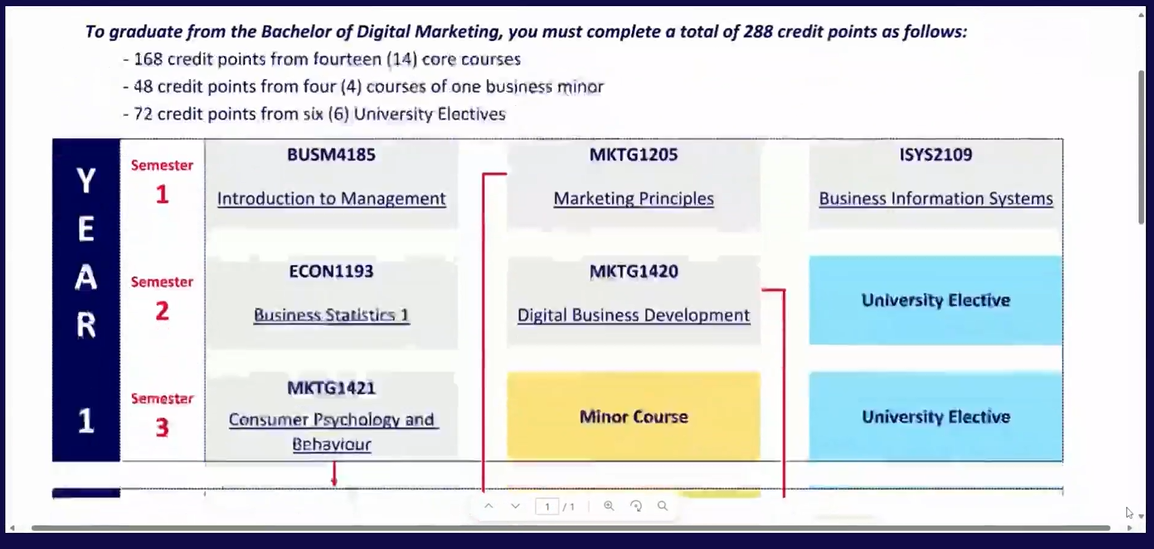 To graduate from the Bachelor of Digital Marketing, you must complete a total of 288 credit points as follows:
- 168 credit points from fourteen (14) core courses
- 48 credit points from four (4) courses of one business minor
- 72 credit points from six (6) University Electives
YEAR 1
Semester 1
BUSM4185
Introduction to Management
MKTG1205
Marketing Principles
ISYS2109
Business Information Systems
Semester 2
ECON1193
Business Statistics 1
MKTG1420
Digital Business Development
University Elective
Semester 3
MKTG1421
Consumer Psychology and
Behaviour
Minor Course
University Elective
1 / 1